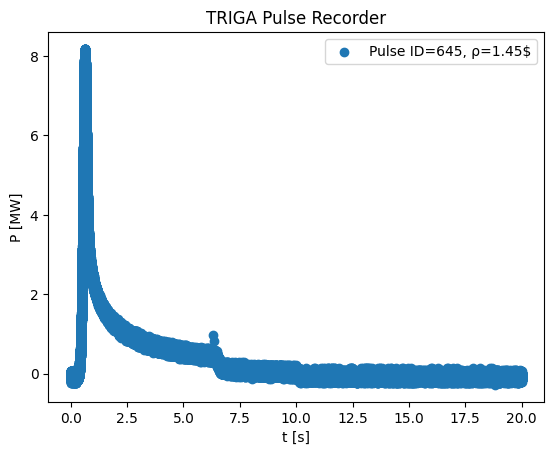 TRIGA Pulse Recorder
Pulse ID=645, ρ=1.45$
P [MW]
8
6
4
2
0
0.0 2.5 5.0 7.5 10.0 12.5 15.0 17.5 20.0
t [s]